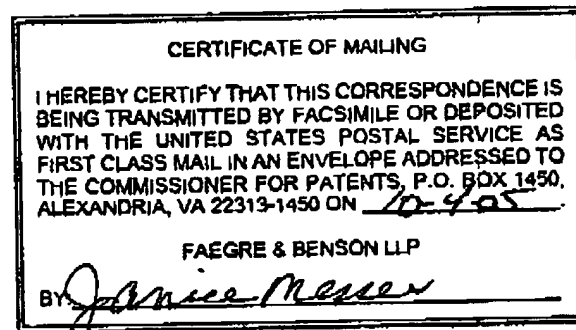 CERTIFICATE OF MAILING
I HEREBY CERTIFY THAT THIS CORRESPONDENCE IS
BEING TRANSMITTED BY FACSIMILE OR DEPOSITED
WITH THE UNITED STATES POSTAL SERVICE AS
FIRST CLASS MAIL IN AN ENVELOPE ADDRESSED TO
THE COMMISSIONER FOR PATENTS, P.O. BOX 1450,
ALEXANDRIA, VA 22313-1450 ON 10-4-05.
FAEGRE & BENSON LLP
BY: Janice Messer